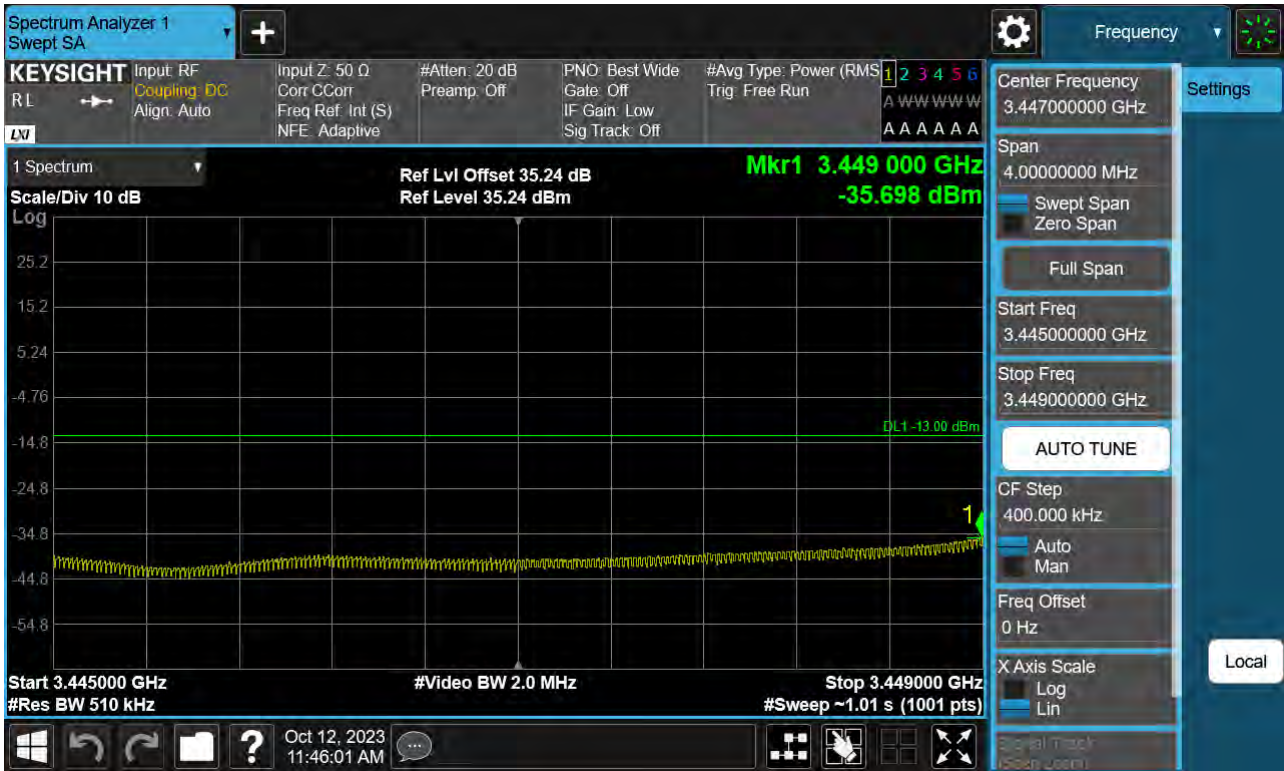 Spectrum Analyzer 1
Swept SA
+
Frequency
KEYSIGHT
RL
LXI
Input: RF
Coupling: DC
Align: Auto
Input Z: 50 Ω
Corr CCorr
Freq Ref: Int (S)
NFE: Adaptive
#Atten: 20 dB
Preamp: Off
PNO: Best Wide
Gate: Off
IF Gain: Low
Sig Track: Off
#Avg Type: Power (RMS
Trig: Free Run
1 2 3 4 5 6
A W W W W W
A A A A A A
1 Spectrum
Scale/Div 10 dB
Log
Ref Lvl Offset 35.24 dB
Ref Level 35.24 dBm
Mkr1 3.449 000 GHz
-35.698 dBm
25.2
15.2
5.24
-4.76
-14.8
-24.8
-34.8
-44.8
-54.8
DL1 -13.00 dBm
1
Start 3.445000 GHz
#Res BW 510 kHz
#Video BW 2.0 MHz
Stop 3.449000 GHz
#Sweep ~1.01 s (1001 pts)
Center Frequency
3.447000000 GHz
Span
4.00000000 MHz
Swept Span
Zero Span
Full Span
Start Freq
3.445000000 GHz
Stop Freq
3.449000000 GHz
AUTO TUNE
CF Step
400.000 kHz
Auto
Man
Freq Offset
0 Hz
X Axis Scale
Log
Lin
Signal Track
(Span Zoom)
Settings
Local
?
Oct 12, 2023
11:46:01 AM